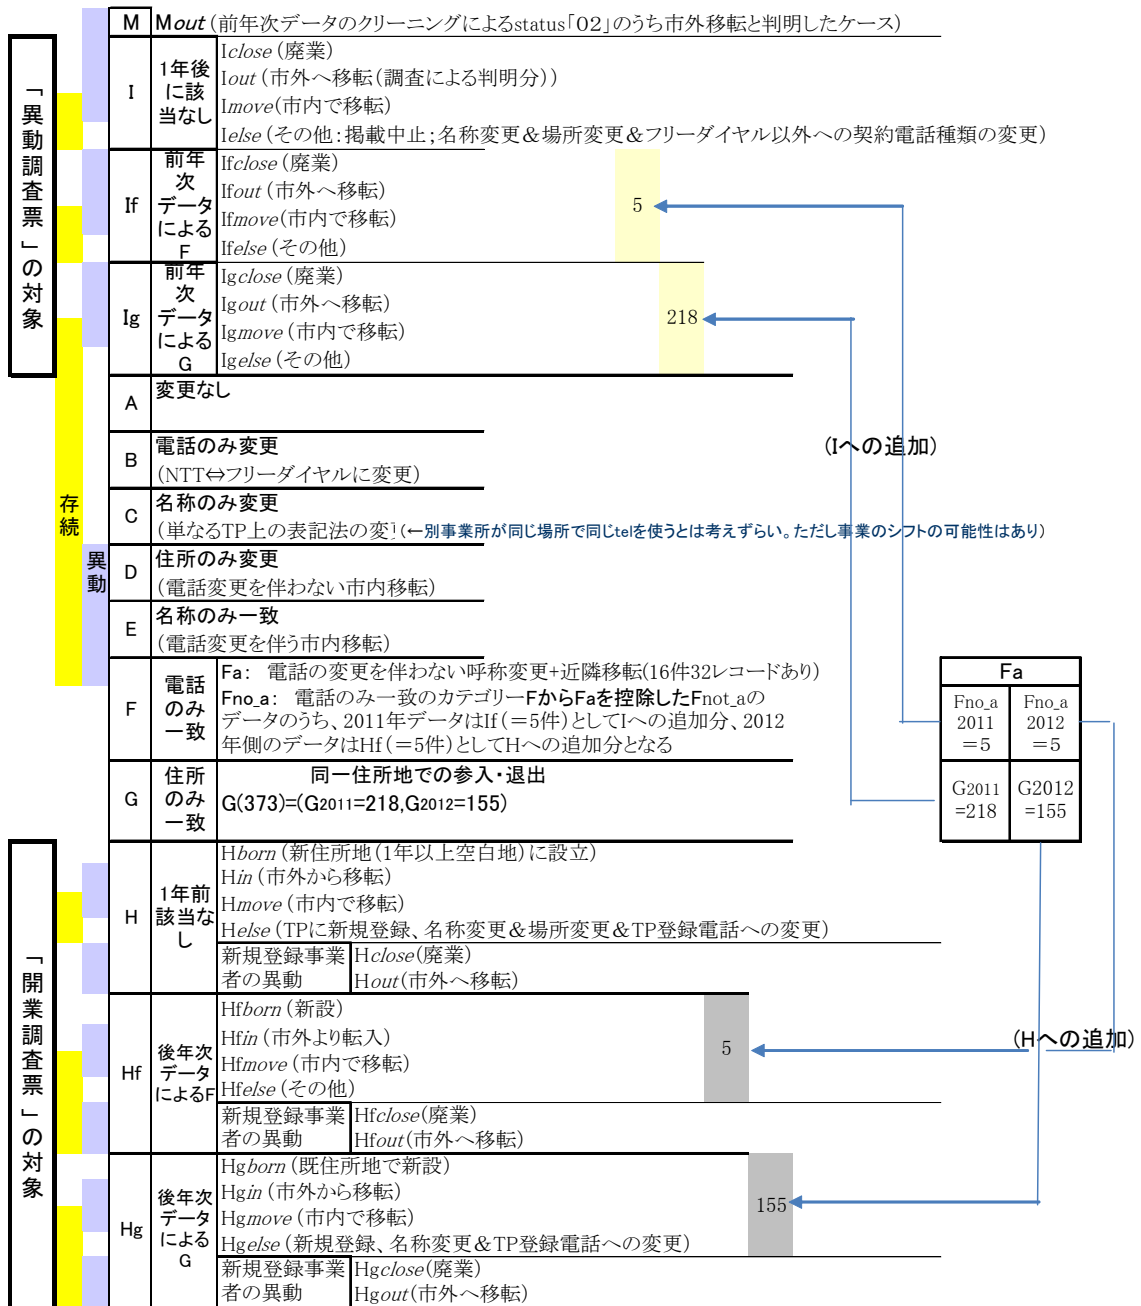 「異動調査票」の対象
M
Mout（前年次データのクリーニングによるstatus「02」のうち市外移転と判明したケース）
I
1年後
に該
当なし
Iclose（廃業）
Iout（市外へ移転（調査による判明分））
Imove（市内で移転）
Ielse（その他：掲載中止；名称変更＆場所変更＆フリーダイヤル以外への契約電話種類の変更）
If
前年
次
データ
による
F
Ifclose（廃業）
Ifout（市外へ移転）
Ifmove（市内で移転）
Ifelse（その他）
5
Ig
前年
次
データ
による
G
Igclose（廃業）
Igout（市外へ移転）
Igmove（市内で移転）
Igelse（その他）
218
存続
異動
A
変更なし
(Iへの追加)
B
電話のみ変更
（NTT⇔フリーダイヤルに変更）
C
名称のみ変更
（単なるTP上の表記法の変
（←別事業所が同じ場所で同じtelを使うとは考えずらい。ただし事業のシフトの可能性はあり）
D
住所のみ変更
（電話変更を伴わない市内移転）
E
名称のみ一致
（電話変更を伴う市内移転）
F
電話
のみ
一致
Fa： 電話の変更を伴わない呼称変更+近隣移転(16件32レコードあり)
Fno_a： 電話のみ一致のカテゴリーFからFaを控除したFnot_aの
データのうち、2011年データはIf（＝5件）としてIへの追加分、2012
年側のデータはHf（＝5件）としてHへの追加分となる
Fa
Fno_a
2011
＝5
Fno_a
2012
＝5
G2011
=218
G2012
=155
G
住所
のみ
一致
同一住所地での参入・退出
G(373)=(G2011=218,G2012=155)
「開業調査票」の対象
H
1年前
該当な
し
Hborn（新住所地（1年以上空白地）に設立）
Hin（市外から移転）
Hmove（市内で移転）
Helse（TPに新規登録、名称変更＆場所変更＆TP登録電話への変更）
新規登録事業
者の異動
Hclose(廃業）
Hout(市外へ移転）
Hf
後年次
データ
によるF
Hfborn（新設）
Hfin（市外より転入）
Hfmove（市内で移転）
Hfelse（その他）
5
(Hへの追加)
新規登録事業
者の異動
Hfclose(廃業）
Hfout(市外へ移転）
Hg
後年次
データ
による
G
Hgborn（既住所地で新設）
Hgin（市外から移転）
Hgmove（市内で移転）
Hgelse（新規登録、名称変更＆TP登録電話への変更）
155
新規登録事業
者の異動
Hgclose(廃業）
Hgout(市外へ移転）